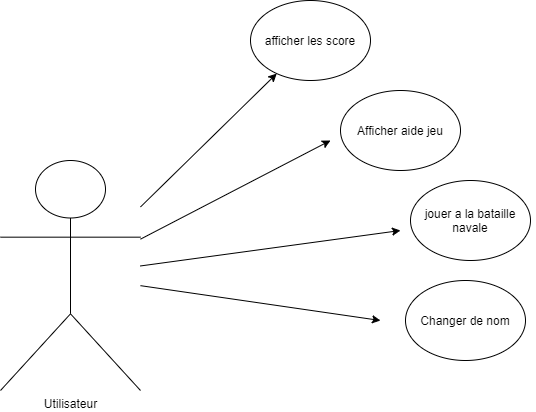 afficher les score
Afficher aide jeu
jouer a la bataille
navale
Changer de nom
Utilisateur